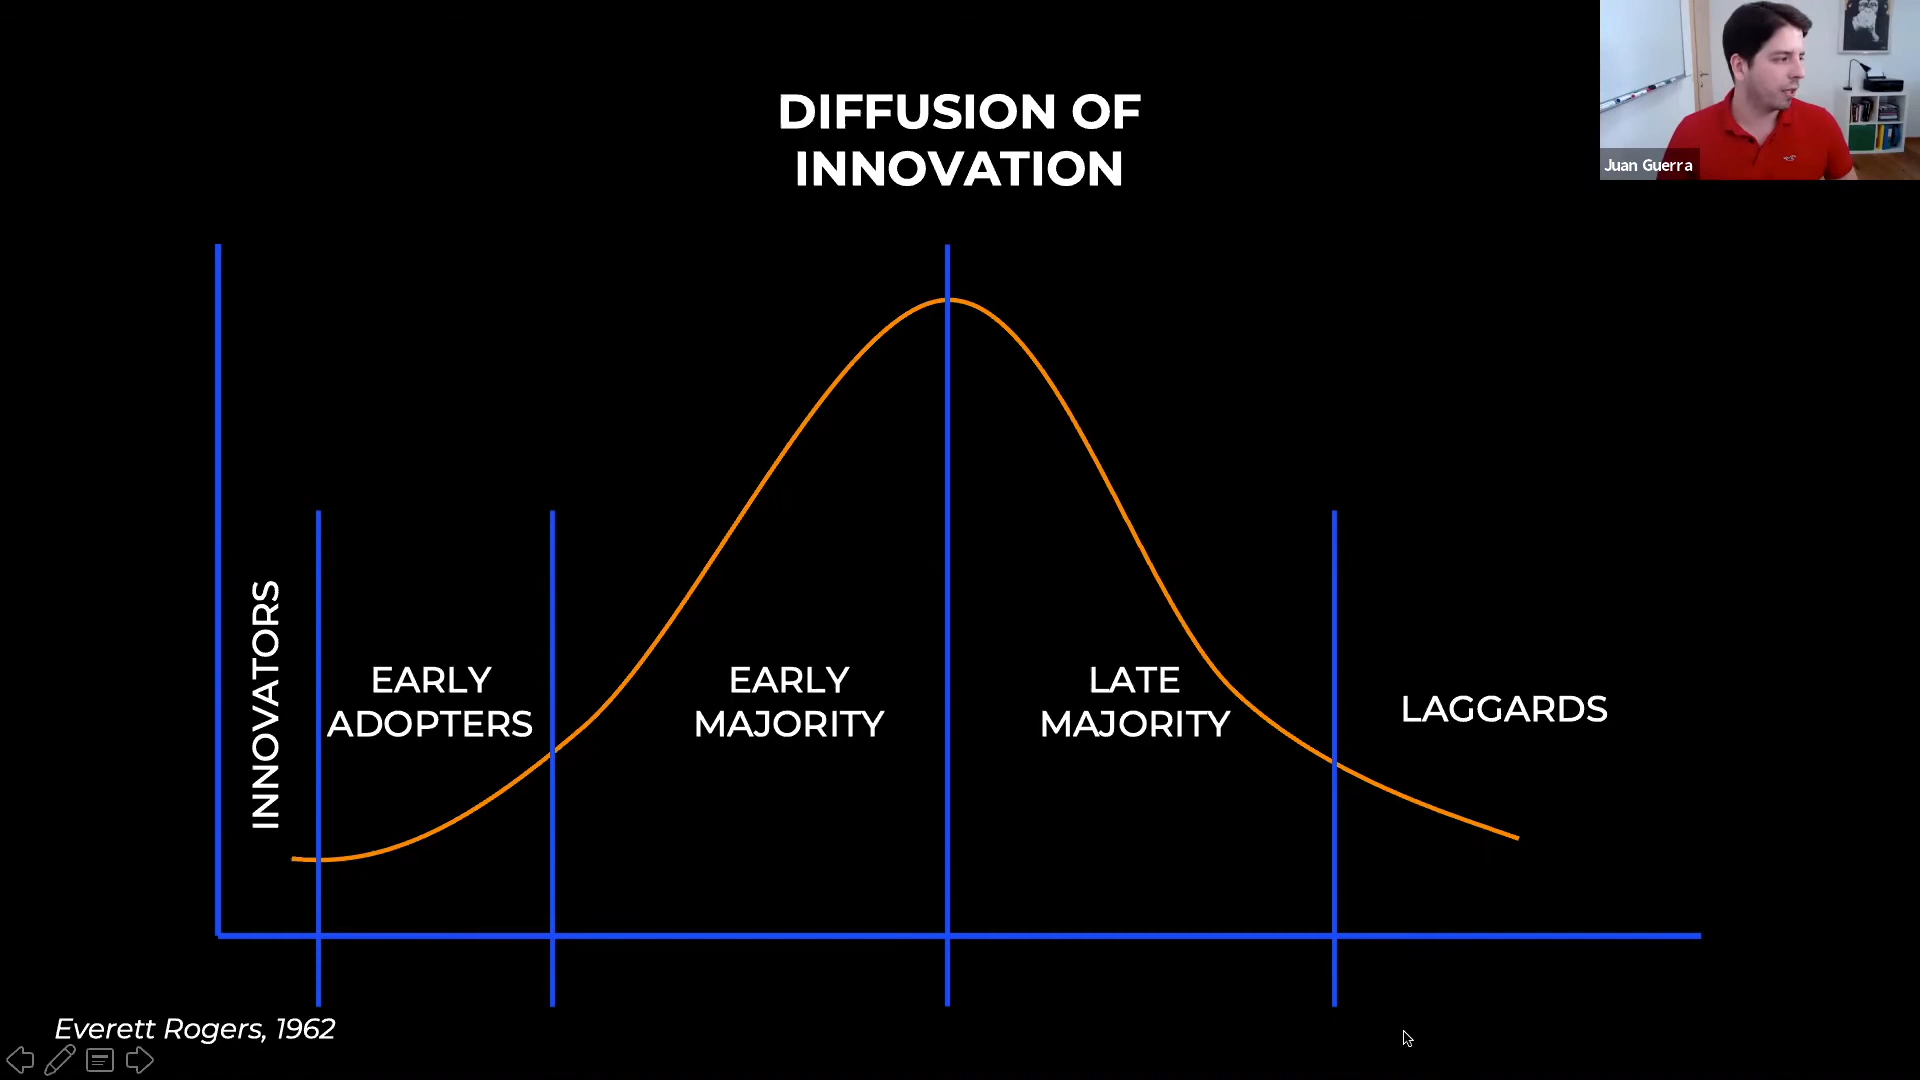 DIFFUSION OF
INNOVATION
Juan Guerra
INNOVATORS
EARLY
ADOPTERS
EARLY
MAJORITY
LATE
MAJORITY
LAGGARDS
Everett Rogers, 1962